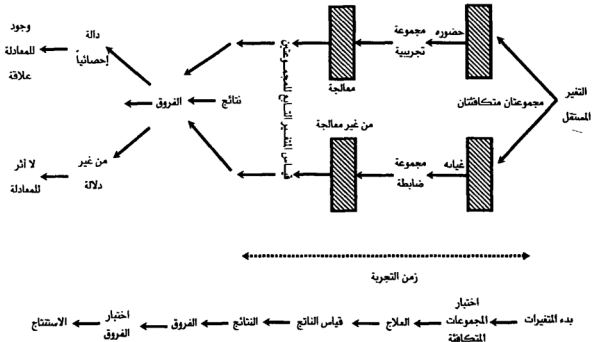 المتغير
المستقل
حضوره
غيابه
مجموعتان متكافئتان
مجموعة
تجريبية
مجموعة
ضابطة
معالجة
من غير معالجة
قياس المتغير التابع للمجموعتين
نتائج
الفروق
دالة
إحصائياً
من غير
دلالة
وجود
للمعادلة
علاقة
لا أثر
للمعادلة
زمن التجربة
بدء المتغيرات
اختبار
المجموعات
المتكافئة
العلاج
قياس الناتج
النتائج
الفروق
اختبار
الفروق
الاستنتاج